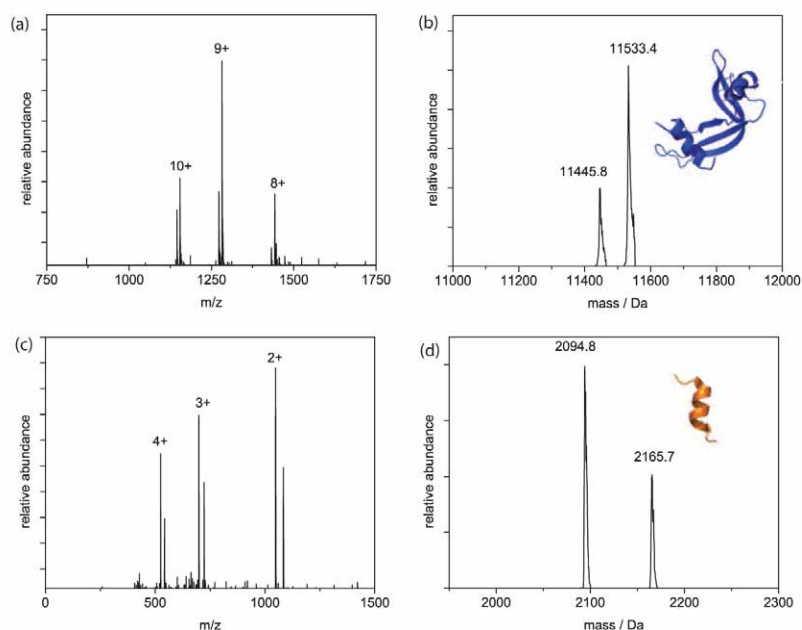 (a)
relative abundance
10+
9+
8+
750
1000
1250
1500
1750
m/z
(b)
relative abundance
11445.8
11533.4
11000
11200
11400
11600
11800
12000
mass / Da
(c)
relative abundance
4+
3+
2+
0
500
1000
1500
m/z
(d)
relative abundance
2094.8
2165.7
2000
2100
2200
2300
mass / Da